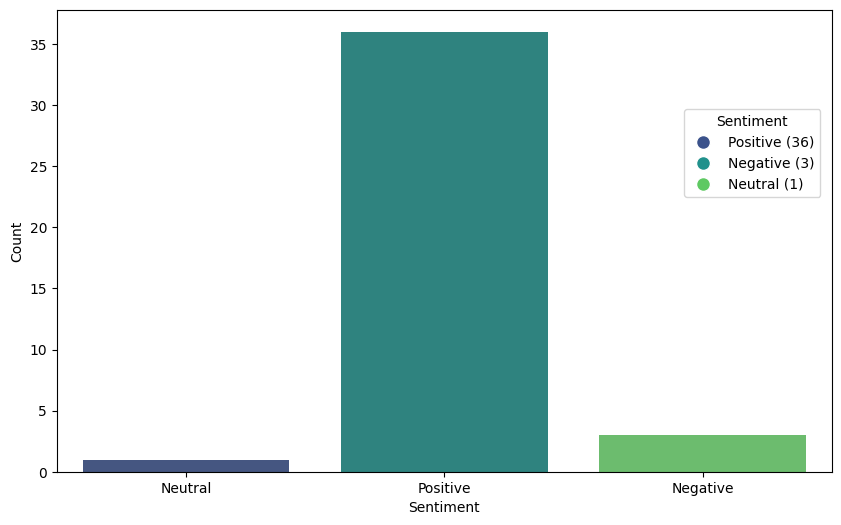 35
30
25
20
15
10
5
0
Count
Sentiment
Positive (36)
Negative (3)
Neutral (1)
Neutral Positive Negative
Sentiment